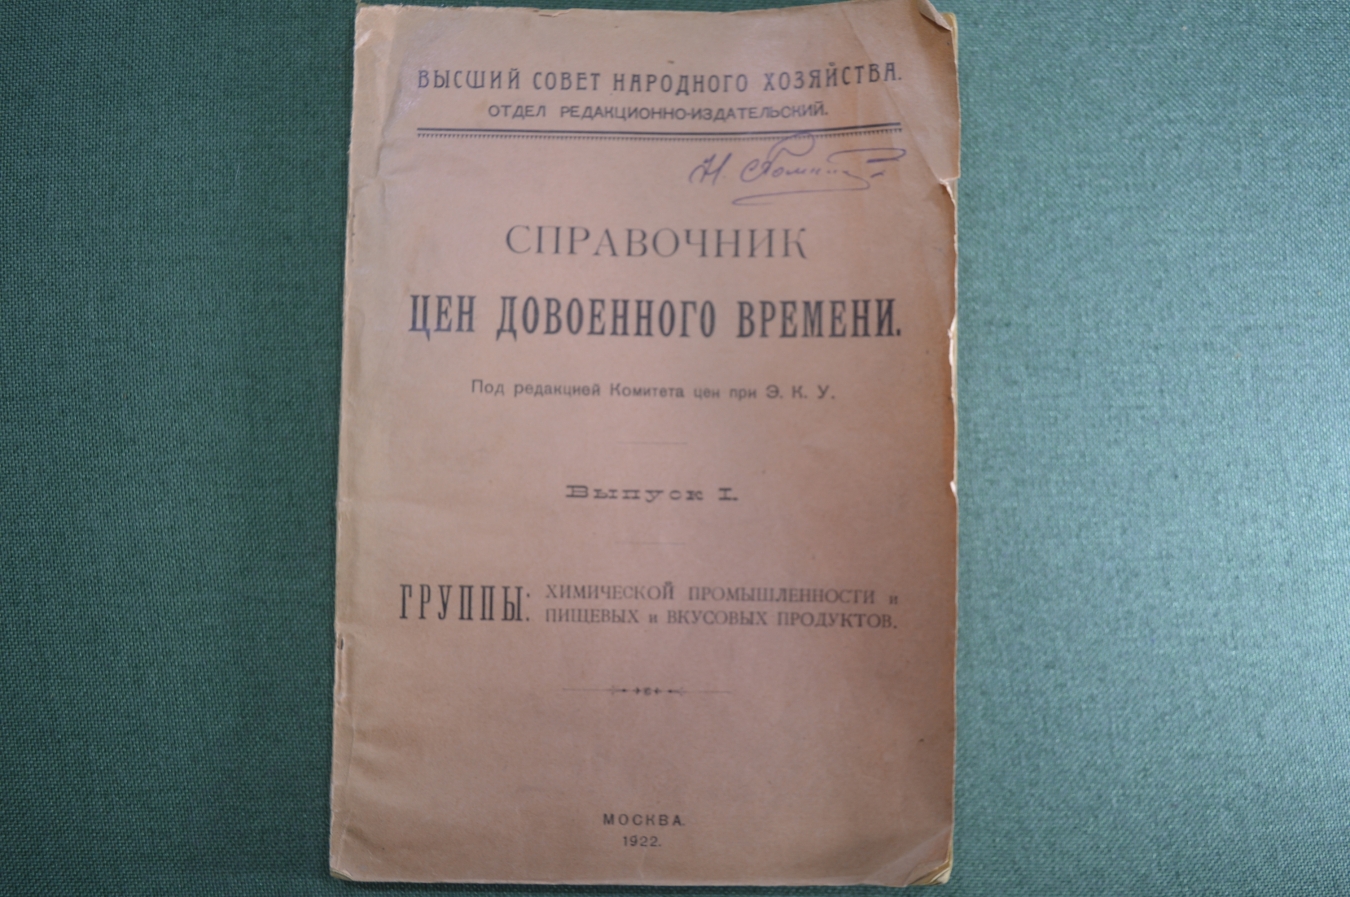 ВЫСШИЙ СОВЕТ НАРОДНОГО ХОЗЯЙСТВА.
ОТДЕЛ РЕДАКЦИОННО-ИЗДАТЕЛЬСКИЙ.
Н.
СПРАВОЧНИК
ЦЕН ДОВОЕННОГО ВРЕМЕНИ.
Под редакцией Комитета цен при Э. К. У.
Выпуск I.
ГРУППЫ: ХИМИЧЕСКОЙ ПРОМЫШЛЕННОСТИ и
ПИЩЕВЫХ и ВКУСОВЫХ ПРОДУКТОВ.
МОСКВА.
1922.